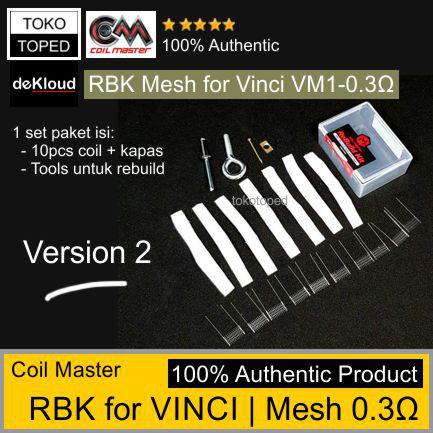 TOKO
TOPED
COIL MASTER
100% Authentic
deKloud
RBK Mesh for Vinci VM1-0.3Ω
1 set paket isi:
- 10pcs coil + kapas
- Tools untuk rebuild
tokotoped
Version 2
Coil Master
100% Authentic Product
RBK for VINCI | Mesh 0.3Ω